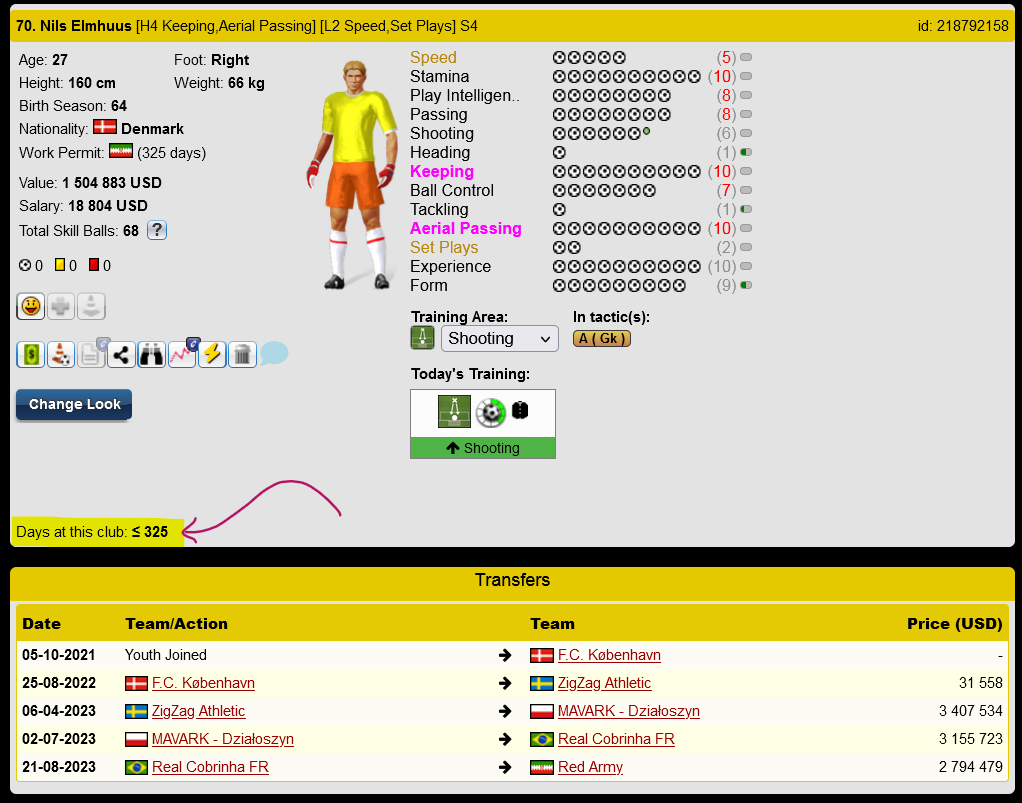 70. Nils Elmhuus [H4 Keeping,Aerial Passing] [L2 Speed,Set Plays] S4 id: 218792158
Age: 27 Foot: Right
Height: 160 cm Weight: 66 kg
Birth Season: 64
Nationality: Denmark
Work Permit: (325 days)
Value: 1 504 883 USD
Salary: 18 804 USD
Total Skill Balls: 68 ?
0 0 0
Change Look
Days at this club: ≤ 325
Speed (5)
Stamina (10)
Play Intelligen.. (8)
Passing (8)
Shooting (6)
Heading (1)
Keeping (10)
Ball Control (7)
Tackling (1)
Aerial Passing (10)
Set Plays (2)
Experience (10)
Form (9)
Training Area: In tactic(s):
Shooting A ( Gk )
Today's Training:
Shooting
Transfers
Date Team/Action Team Price (USD)
05-10-2021 Youth Joined F.C. København -
25-08-2022 F.C. København ZigZag Athletic 31 558
06-04-2023 ZigZag Athletic MAVARK - Działoszyn 3 407 534
02-07-2023 MAVARK - Działoszyn Real Cobrinha FR 3 155 723
21-08-2023 Real Cobrinha FR Red Army 2 794 479